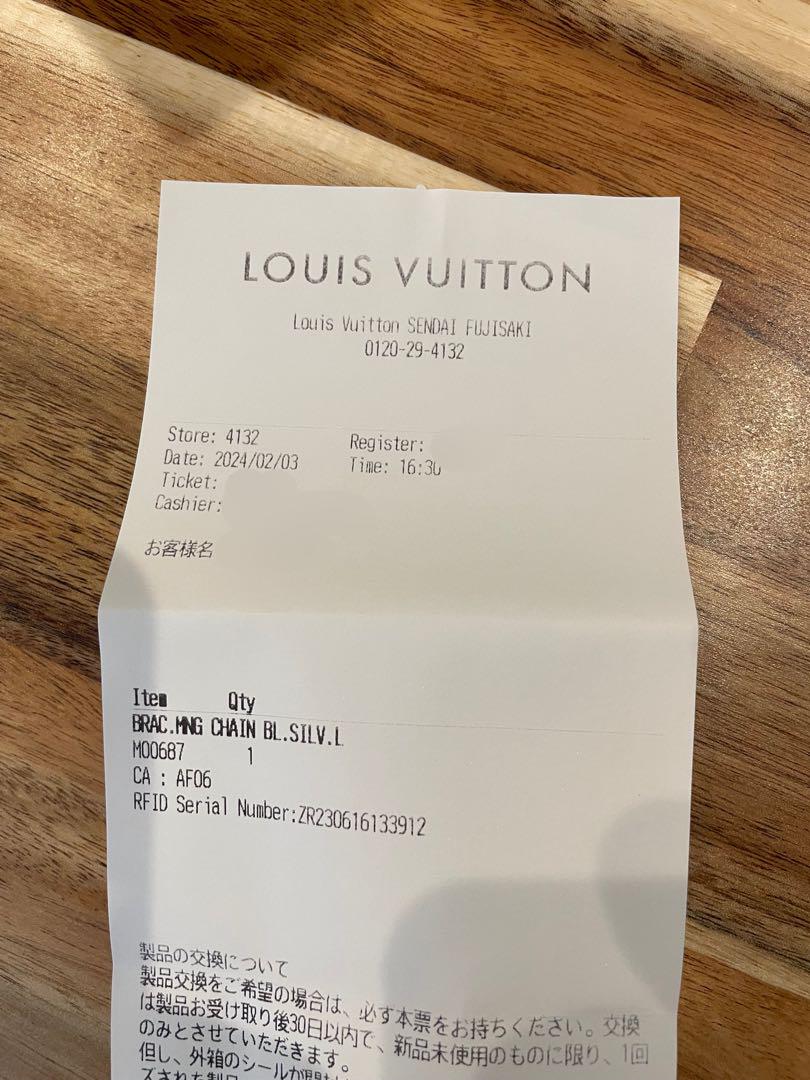 LOUIS VUITTON
Louis Vuitton SENDAI FUJISAKI
0120-29-4132
Store: 4132 Register:
Date: 2024/02/03 Time: 16:30
Ticket:
Cashier:
お客様名
Item Qty
BRAC.MNG CHAIN BL.SILV.L
M00687 1
CA : AF06
RFID Serial Number:ZR230616133912
製品の交換について
製品交換をご希望の場合は、必ず本票をお持ちください。交換
は製品お受け取り後30日以内で、新品未使用のものに限り、1回
のみとさせていただきます。
但し、外箱のシールが
ズされた製品